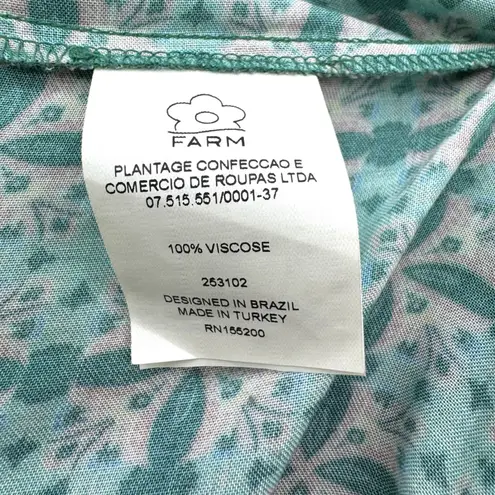 FARM
PLANTAGE CONFECCAO E
COMERCIO DE ROUPAS LTDA
07.515.551/0001-37
100% VISCOSE
263102
DESIGNED IN BRAZIL
MADE IN TURKEY
RN155200